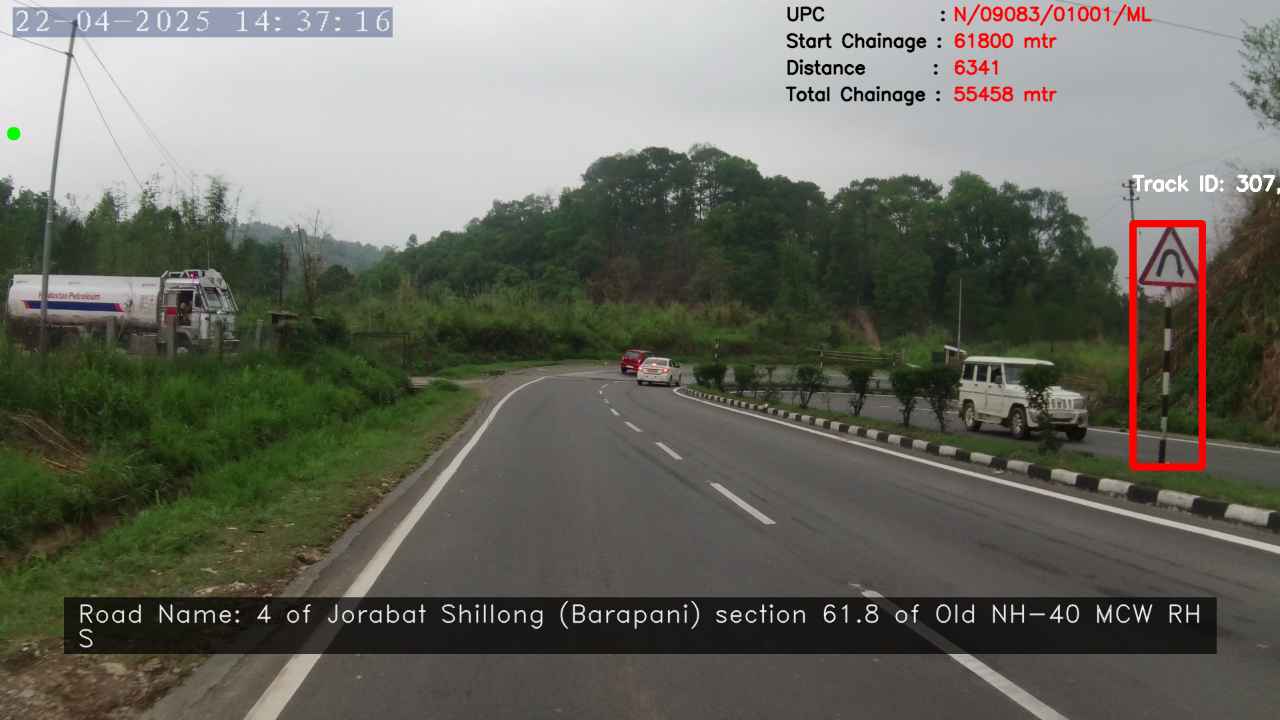 22-04-2025 14:37:16
UPC : N/09083/01001/ML
Start Chainage : 61800 mtr
Distance : 6341
Total Chainage : 55458 mtr
Track ID: 307,
Hindustan Petroleum
Road Name: 4 of Jorabat Shillong (Barapani) section 61.8 of Old NH-40 MCW RH
S